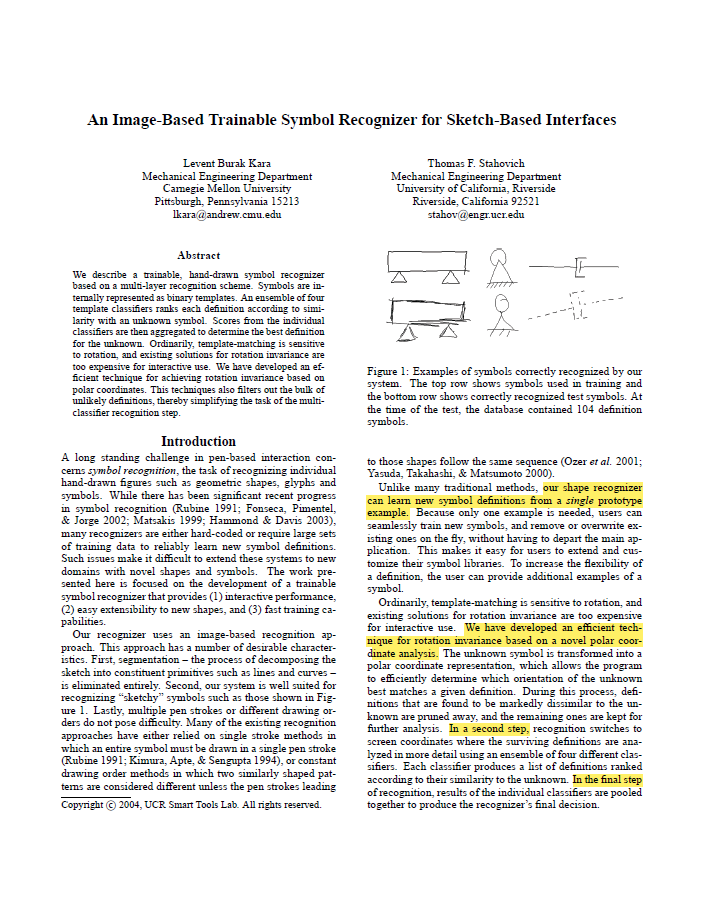 An Image-Based Trainable Symbol Recognizer for Sketch-Based Interfaces
Levent Burak Kara
Mechanical Engineering Department
Carnegie Mellon University
Pittsburgh, Pennsylvania 15213
lkara@andrew.cmu.edu
Thomas F. Stahovich
Mechanical Engineering Department
University of California, Riverside
Riverside, California 92521
stahov@engr.ucr.edu
Abstract
We describe a trainable, hand-drawn symbol recognizer
based on a multi-layer recognition scheme. Symbols are in-
ternally represented as binary templates. An ensemble of four
template classifiers ranks each definition according to simi-
larity with an unknown symbol. Scores from the individual
classifiers are then aggregated to determine the best definition
for the unknown. Ordinarily, template-matching is sensitive
to rotation, and existing solutions for rotation invariance are
too expensive for interactive use. We have developed an ef-
ficient technique for achieving rotation invariance based on
polar coordinates. This techniques also filters out the bulk of
unlikely definitions, thereby simplifying the task of the multi-
classifier recognition step.
Introduction
A long standing challenge in pen-based interaction con-
cerns symbol recognition, the task of recognizing individual
hand-drawn figures such as geometric shapes, glyphs and
symbols. While there has been significant recent progress
in symbol recognition (Rubine 1991; Fonseca, Pimentel,
& Jorge 2002; Matsakis 1999; Hammond & Davis 2003),
many recognizers are either hard-coded or require large sets
of training data to reliably learn new symbol definitions.
Such issues make it difficult to extend these systems to new
domains with novel shapes and symbols. The work pre-
sented here is focused on the development of a trainable
symbol recognizer that provides (1) interactive performance,
(2) easy extensibility to new shapes, and (3) fast training ca-
pabilities.
Our recognizer uses an image-based recognition ap-
proach. This approach has a number of desirable character-
istics. First, segmentation – the process of decomposing the
sketch into constituent primitives such as lines and curves –
is eliminated entirely. Second, our system is well suited for
recognizing "sketchy" symbols such as those shown in Fig-
ure 1. Lastly, multiple pen strokes or different drawing or-
ders do not pose difficulty. Many of the existing recognition
approaches have either relied on single stroke methods in
which an entire symbol must be drawn in a single pen stroke
(Rubine 1991; Kimura, Apte, & Sengupta 1994), or constant
drawing order methods in which two similarly shaped pat-
terns are considered different unless the pen strokes leading
Copyright © 2004, UCR Smart Tools Lab. All rights reserved.
Figure 1: Examples of symbols correctly recognized by our
system. The top row shows symbols used in training and
the bottom row shows correctly recognized test symbols. At
the time of the test, the database contained 104 definition
symbols.
to those shapes follow the same sequence (Ozer et al. 2001;
Yasuda, Takahashi, & Matsumoto 2000).
Unlike many traditional methods, our shape recognizer
can learn new symbol definitions from a single prototype
example. Because only one example is needed, users can
seamlessly train new symbols, and remove or overwrite ex-
isting ones on the fly, without having to depart the main ap-
plication. This makes it easy for users to extend and cus-
tomize their symbol libraries. To increase the flexibility of
a definition, the user can provide additional examples of a
symbol.
Ordinarily, template-matching is sensitive to rotation, and
existing solutions for rotation invariance are too expensive
for interactive use. We have developed an efficient tech-
nique for rotation invariance based on a novel polar coor-
dinate analysis. The unknown symbol is transformed into a
polar coordinate representation, which allows the program
to efficiently determine which orientation of the unknown
best matches a given definition. During this process, defi-
nitions that are found to be markedly dissimilar to the un-
known are pruned away, and the remaining ones are kept for
further analysis. In a second step, recognition switches to
screen coordinates where the surviving definitions are ana-
lyzed in more detail using an ensemble of four different clas-
sifiers. Each classifier produces a list of definitions ranked
according to their similarity to the unknown. In the final step
of recognition, results of the individual classifiers are pooled
together to produce the recognizer's final decision.